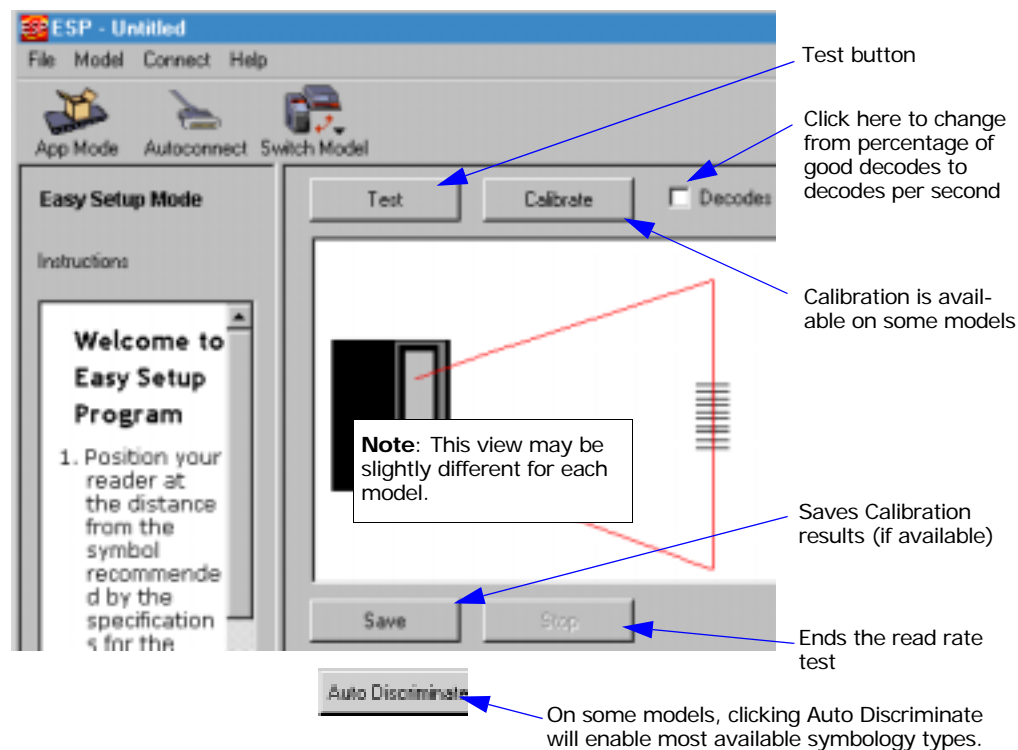 ESP - Untitled
File Model Connect Help
App Mode Autoconnect Switch Model
Easy Setup Mode
Instructions
Welcome to
Easy Setup
Program
1. Position your
reader at
the distance
from the
symbol
recommende
d by the
specification
s for the
Test Calibrate Decodes
Note: This view may be
slightly different for each
model.
Save Stop
Auto Discriminate
Test button
Click here to change
from percentage of
good decodes to
decodes per second
Calibration is avail-
able on some models
Saves Calibration
results (if available)
Ends the read rate
test
On some models, clicking Auto Discriminate
will enable most available symbology types.